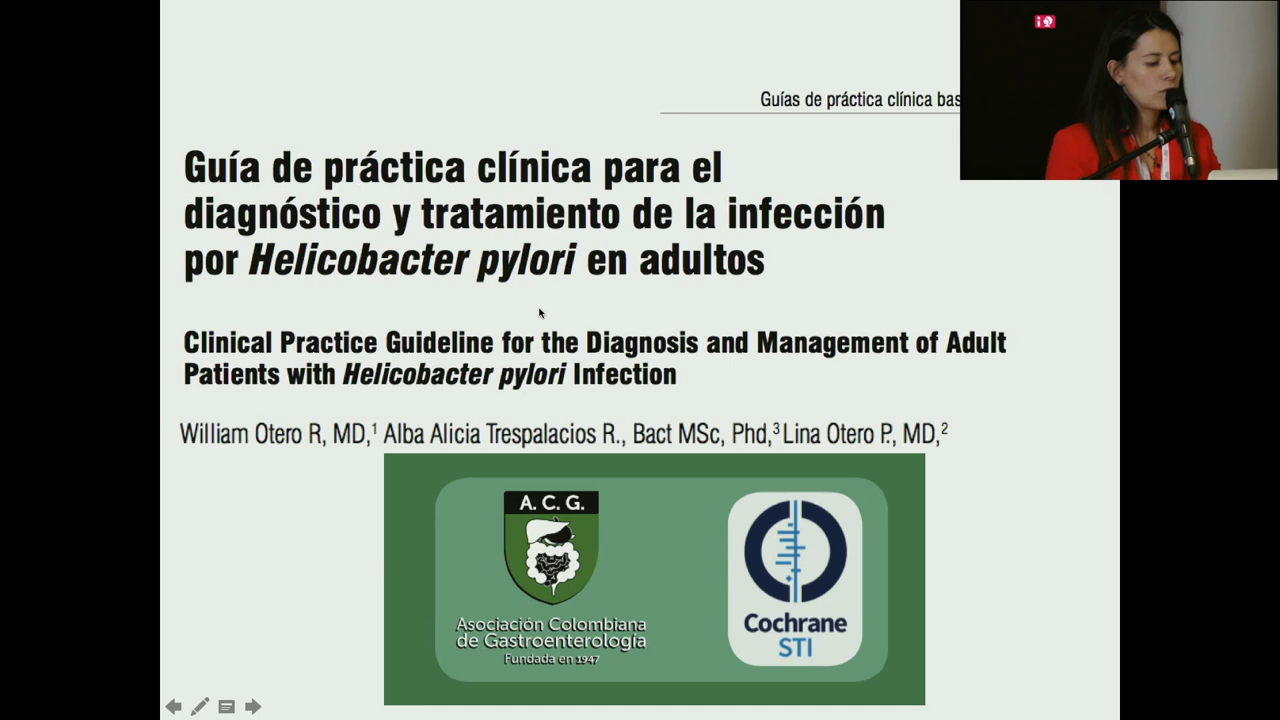 Guías de práctica clínica bas
Guía de práctica clínica para el
diagnóstico y tratamiento de la infección
por Helicobacter pylori en adultos
Clinical Practice Guideline for the Diagnosis and Management of Adult
Patients with Helicobacter pylori Infection
William Otero R, MD,¹ Alba Alicia Trespalacios R., Bact MSc, Phd,³ Lina Otero P., MD,²
A. C. G.
Asociación Colombiana
de Gastroenterología
Fundada en 1947
Cochrane
STI